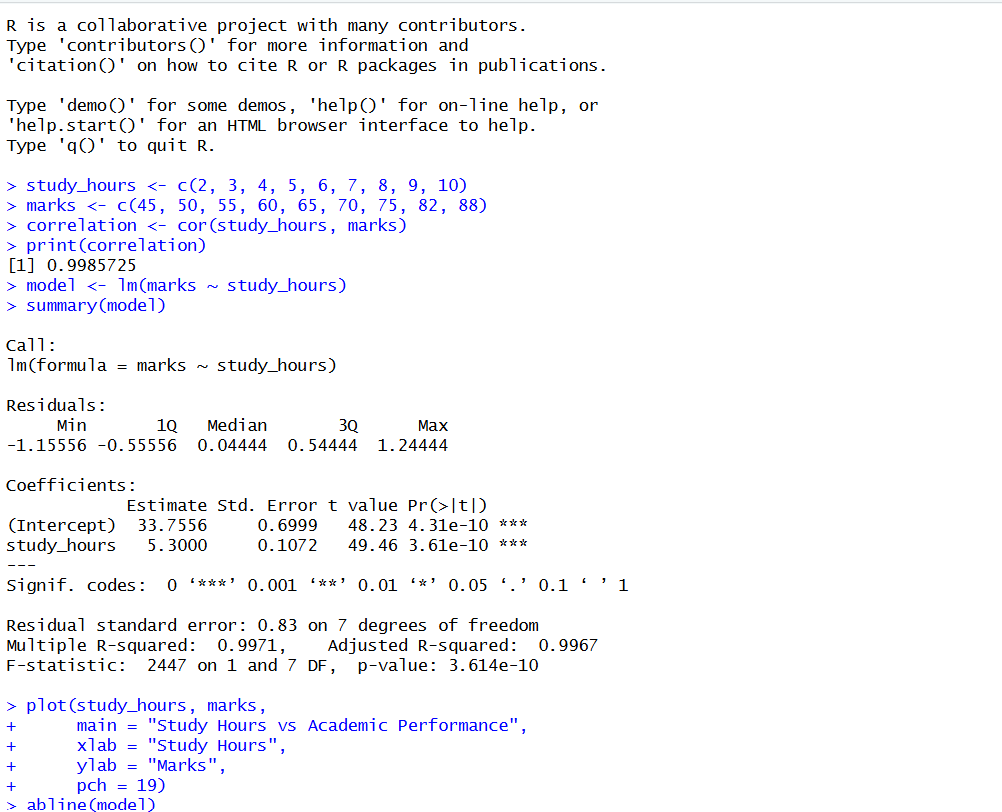 R is a collaborative project with many contributors.
Type 'contributors()' for more information and
'citation()' on how to cite R or R packages in publications.
Type 'demo()' for some demos, 'help()' for on-line help, or
'help.start()' for an HTML browser interface to help.
Type 'q()' to quit R.
> study_hours <- c(2, 3, 4, 5, 6, 7, 8, 9, 10)
> marks <- c(45, 50, 55, 60, 65, 70, 75, 82, 88)
> correlation <- cor(study_hours, marks)
> print(correlation)
[1] 0.9985725
> model <- lm(marks ~ study_hours)
> summary(model)
Call:
lm(formula = marks ~ study_hours)
Residuals:
     Min       1Q   Median       3Q      Max
-1.15556 -0.55556  0.04444  0.54444  1.24444
Coefficients:
            Estimate Std. Error t value Pr(>|t|)
(Intercept)  33.7556     0.6999   48.23 4.31e-10 ***
study_hours   5.3000     0.1072   49.46 3.61e-10 ***
---
Signif. codes:  0 ‘***’ 0.001 ‘**’ 0.01 ‘*’ 0.05 ‘.’ 0.1 ‘ ’ 1
Residual standard error: 0.83 on 7 degrees of freedom
Multiple R-squared:  0.9971,    Adjusted R-squared:  0.9967
F-statistic:  2447 on 1 and 7 DF,  p-value: 3.614e-10
> plot(study_hours, marks,
+      main = "Study Hours vs Academic Performance",
+      xlab = "Study Hours",
+      ylab = "Marks",
+      pch = 19)
> abline(model)